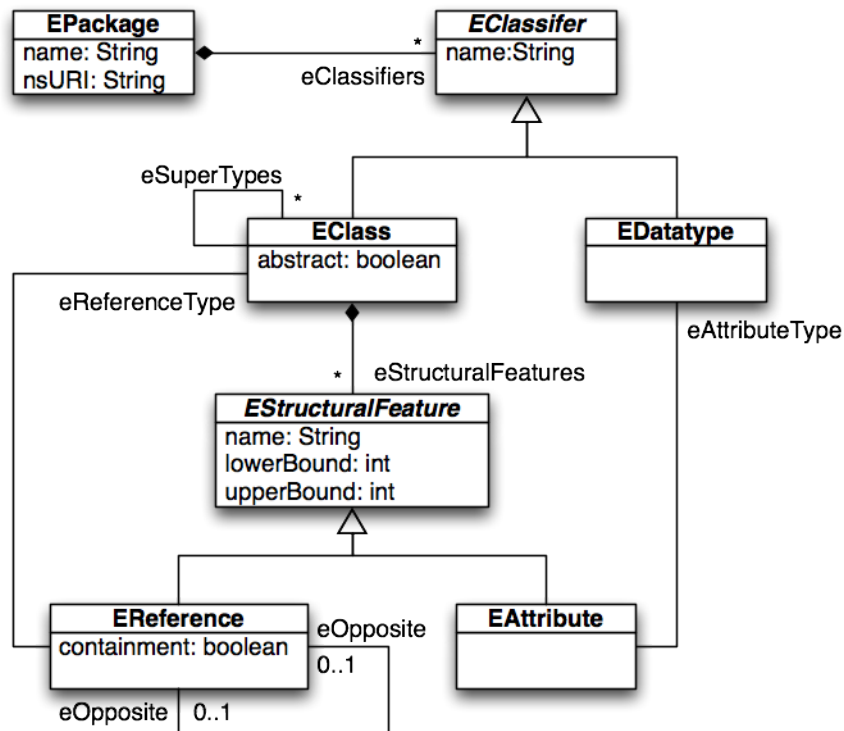 EPackage
name: String
nsURI: String
*
eClassifiers
EClassifer
name:String
eSuperTypes
*
EClass
abstract: boolean
EDatatype
eReferenceType
eAttributeType
*
eStructuralFeatures
EStructuralFeature
name: String
lowerBound: int
upperBound: int
EReference
containment: boolean
eOpposite
0..1
EAttribute
eOpposite
0..1